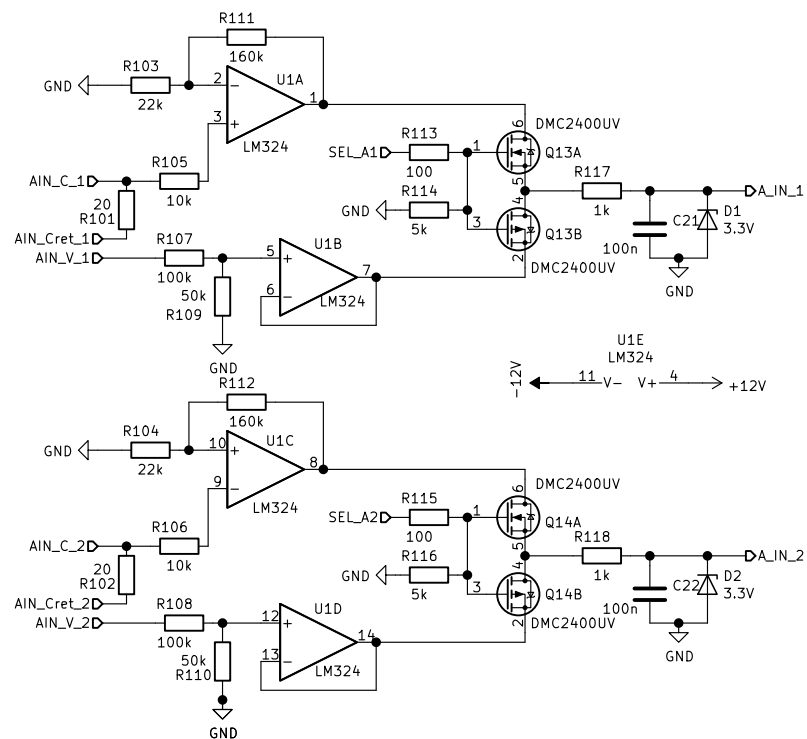 R111
160k
R103
GND
22k
2
−
U1A
1
3
+
LM324
DMC2400UV
6
SEL_A1
R113
1
Q13A
100
5
AIN_C_1
R105
10k
R117
A_IN_1
1k
20
R101
GND
R114
5k
4
3
Q13B
2
DMC2400UV
C21
100n
D1
3.3V
GND
AIN_Cret_1
AIN_V_1
R107
100k
50k
R109
GND
5
+
U1B
7
6
−
LM324
U1E
LM324
-12V
11
V-
V+
4
+12V
R112
160k
R104
GND
22k
10
+
U1C
8
9
−
LM324
DMC2400UV
6
SEL_A2
R115
1
Q14A
100
5
AIN_C_2
R106
10k
R118
A_IN_2
1k
20
R102
GND
R116
5k
4
3
Q14B
2
DMC2400UV
C22
100n
D2
3.3V
GND
AIN_Cret_2
AIN_V_2
R108
100k
50k
R110
GND
12
+
U1D
14
13
−
LM324